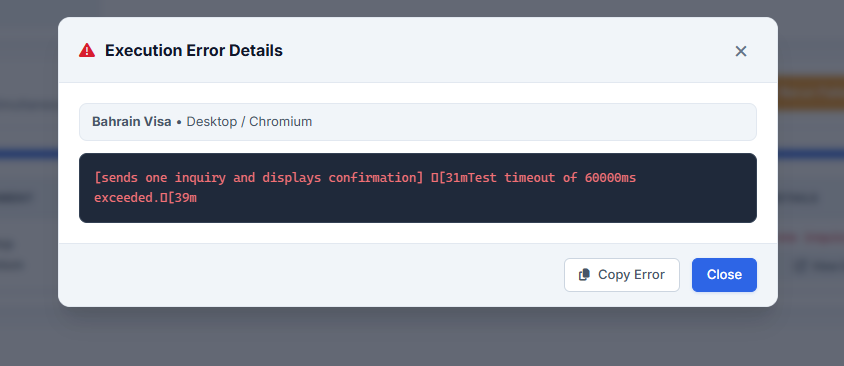 Execution Error Details
Bahrain Visa • Desktop / Chromium
[sends one inquiry and displays confirmation] ▯[31mTest timeout of 60000ms
exceeded.▯[39m
Copy Error
Close